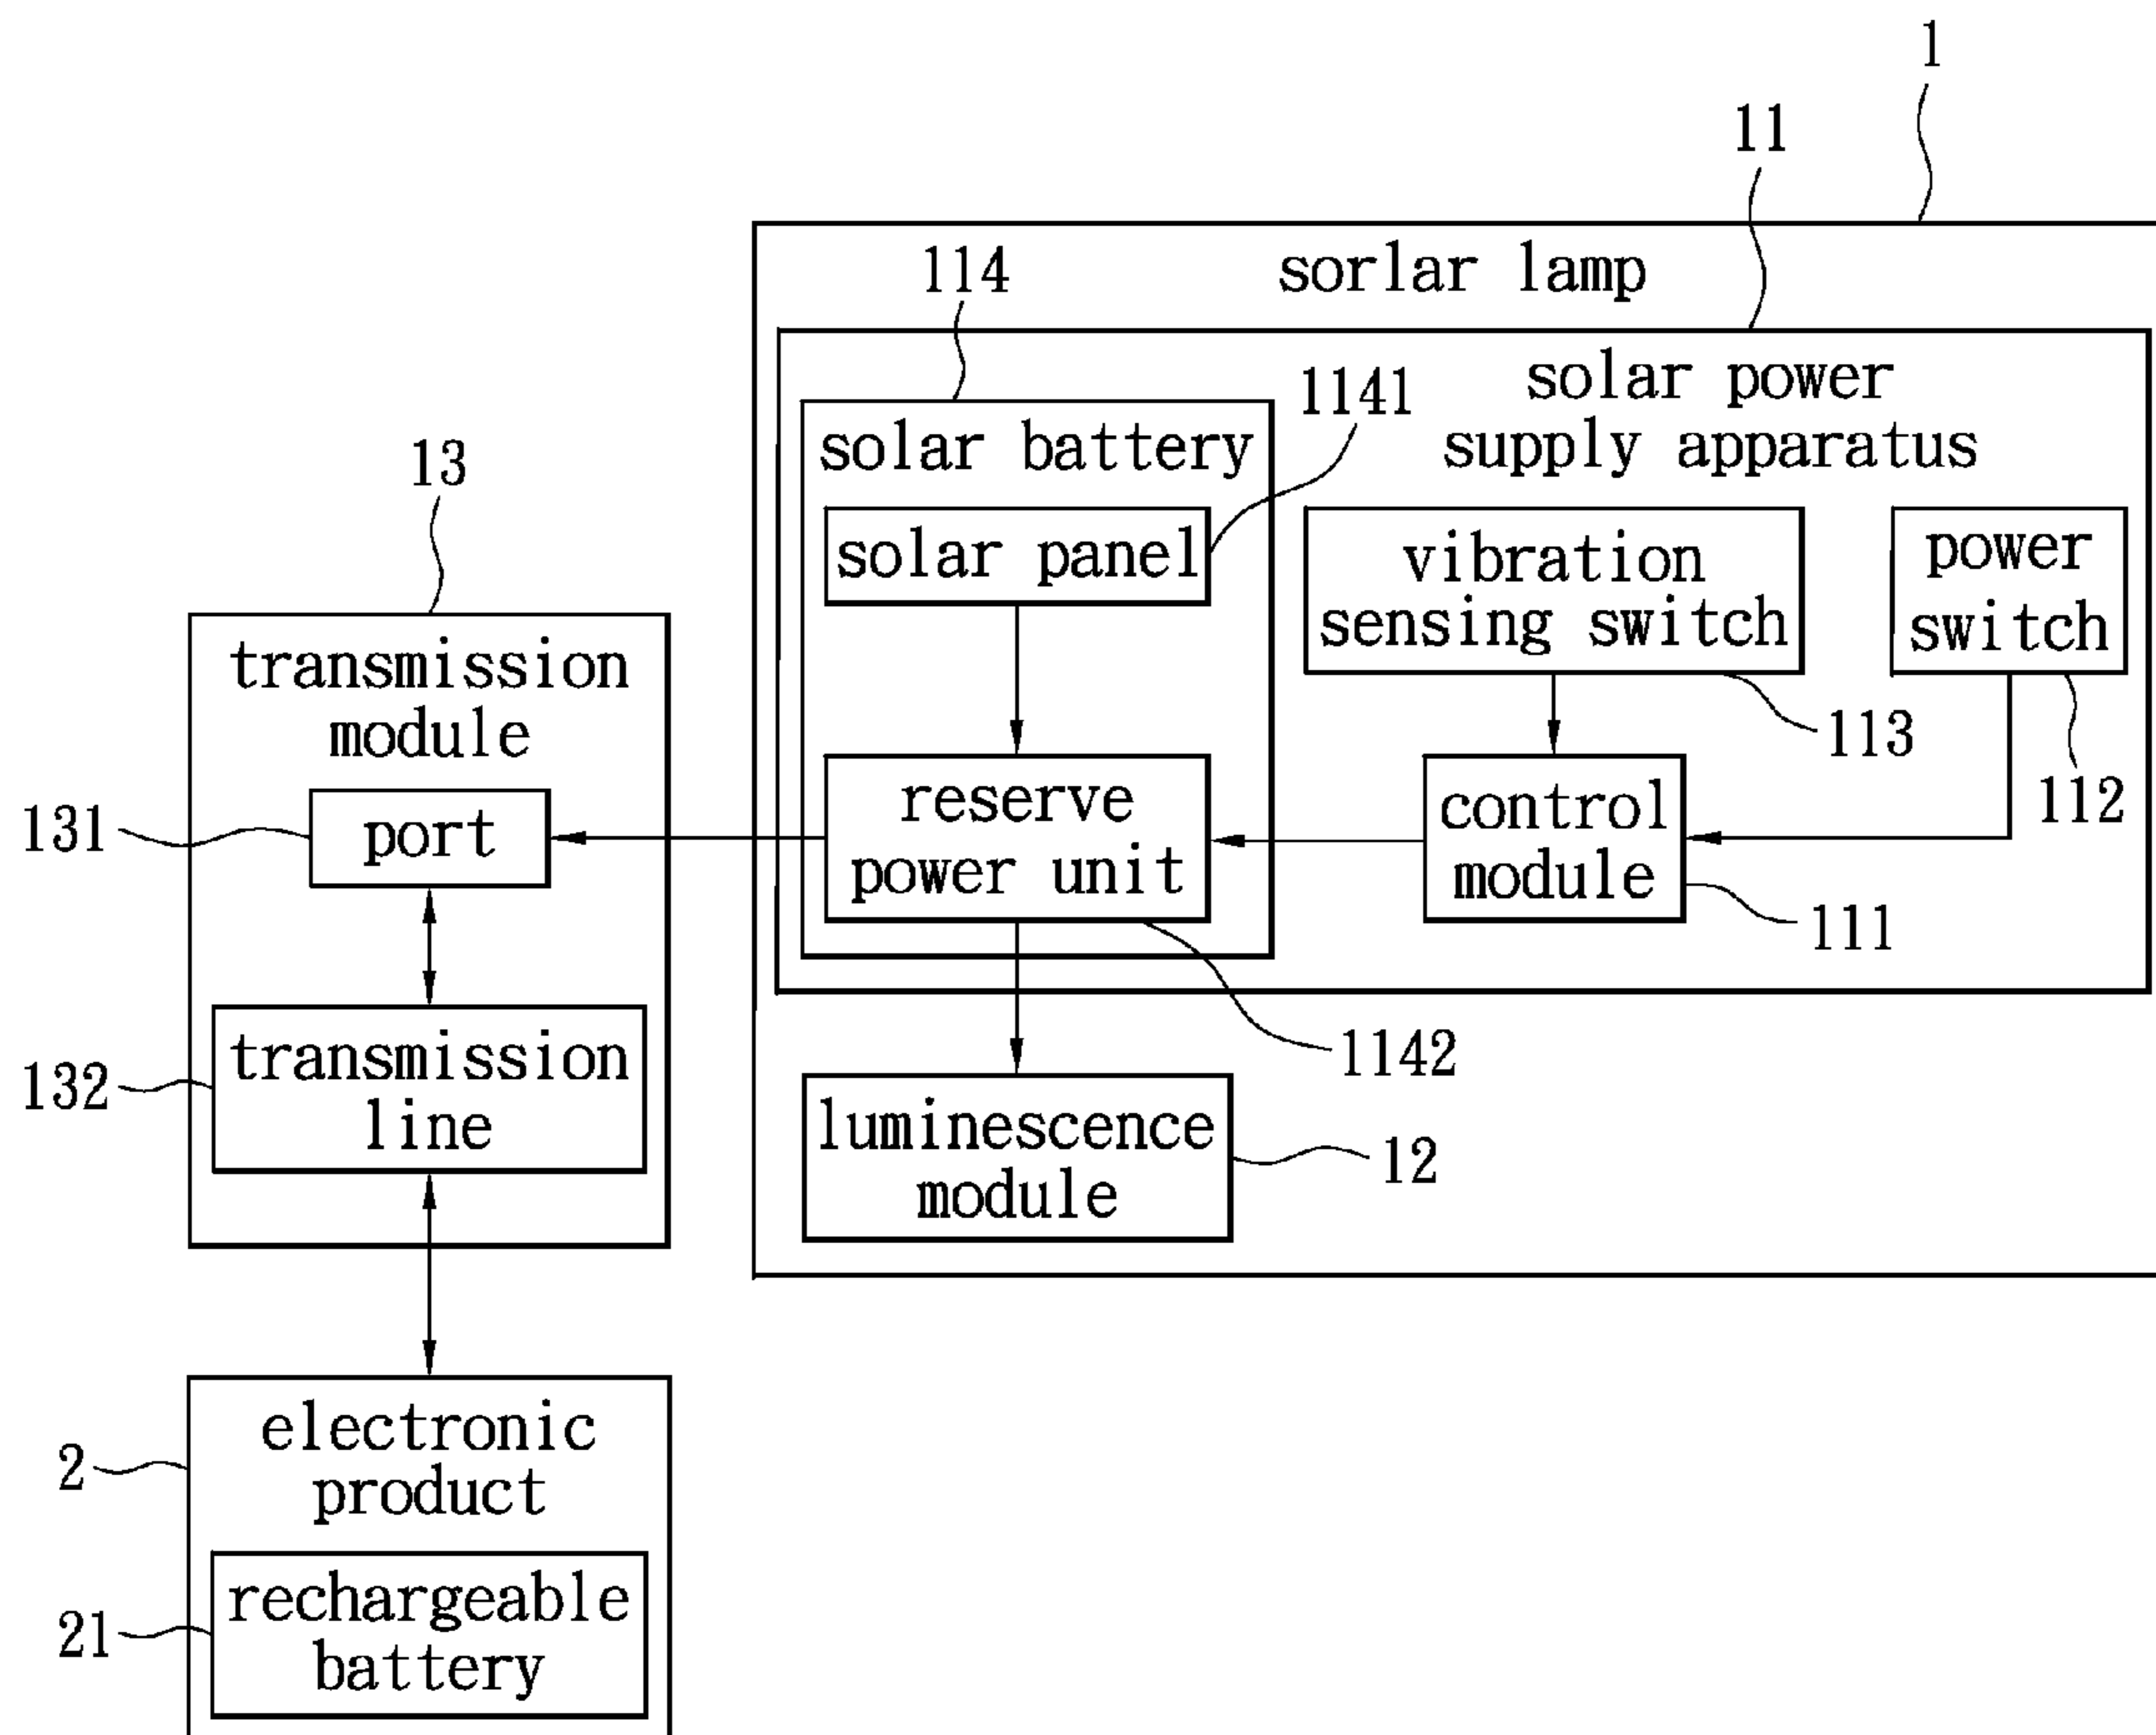 1
11
sorlar lamp
114
solar power
supply apparatus
1141
solar battery
13
solar panel
vibration
sensing switch
power
switch
transmission
module
113
112
reserve
power unit
control
module
131
port
111
transmission
line
132
1142
luminescence
module
12
electronic
product
2
rechargeable
battery
21